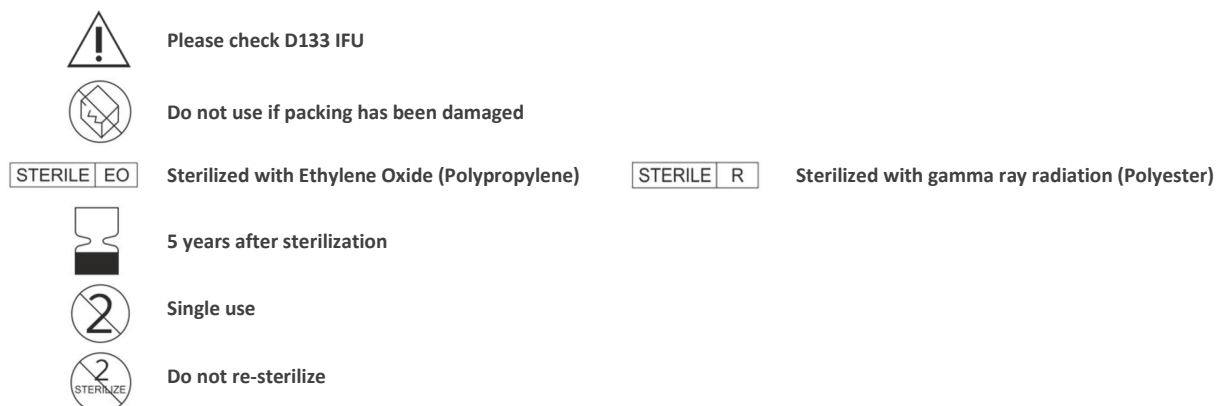 Please check D133 IFU
Do not use if packing has been damaged
STERILE EO Sterilized with Ethylene Oxide (Polypropylene) STERILE R Sterilized with gamma ray radiation (Polyester)
5 years after sterilization
2 Single use
2
STERILIZE Do not re-sterilize